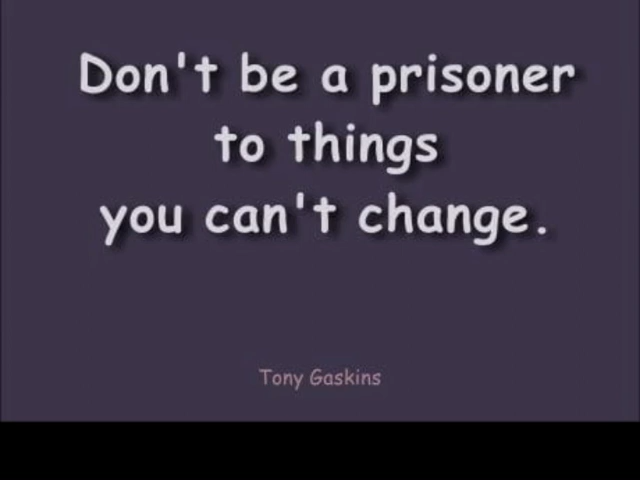 Don't be a prisoner
to things
you can't change.
Tony Gaskins